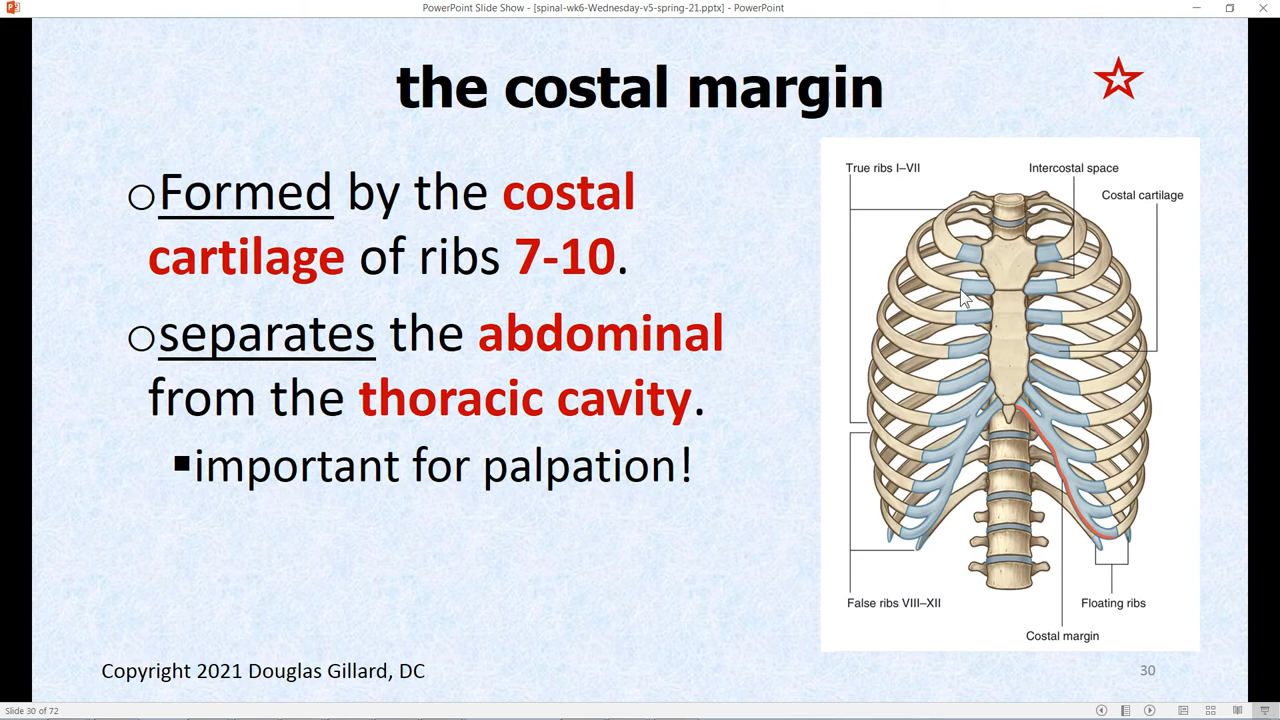 PowerPoint Slide Show - [spinal-wk6-Wednesday-v5-spring-21.pptx] - PowerPoint
the costal margin
Formed by the costal
cartilage of ribs 7-10.
separates the abdominal
from the thoracic cavity.
important for palpation!
True ribs I–VII
Intercostal space
Costal cartilage
False ribs VIII–XII
Floating ribs
Costal margin
Copyright 2021 Douglas Gillard, DC
30
Slide 30 of 72